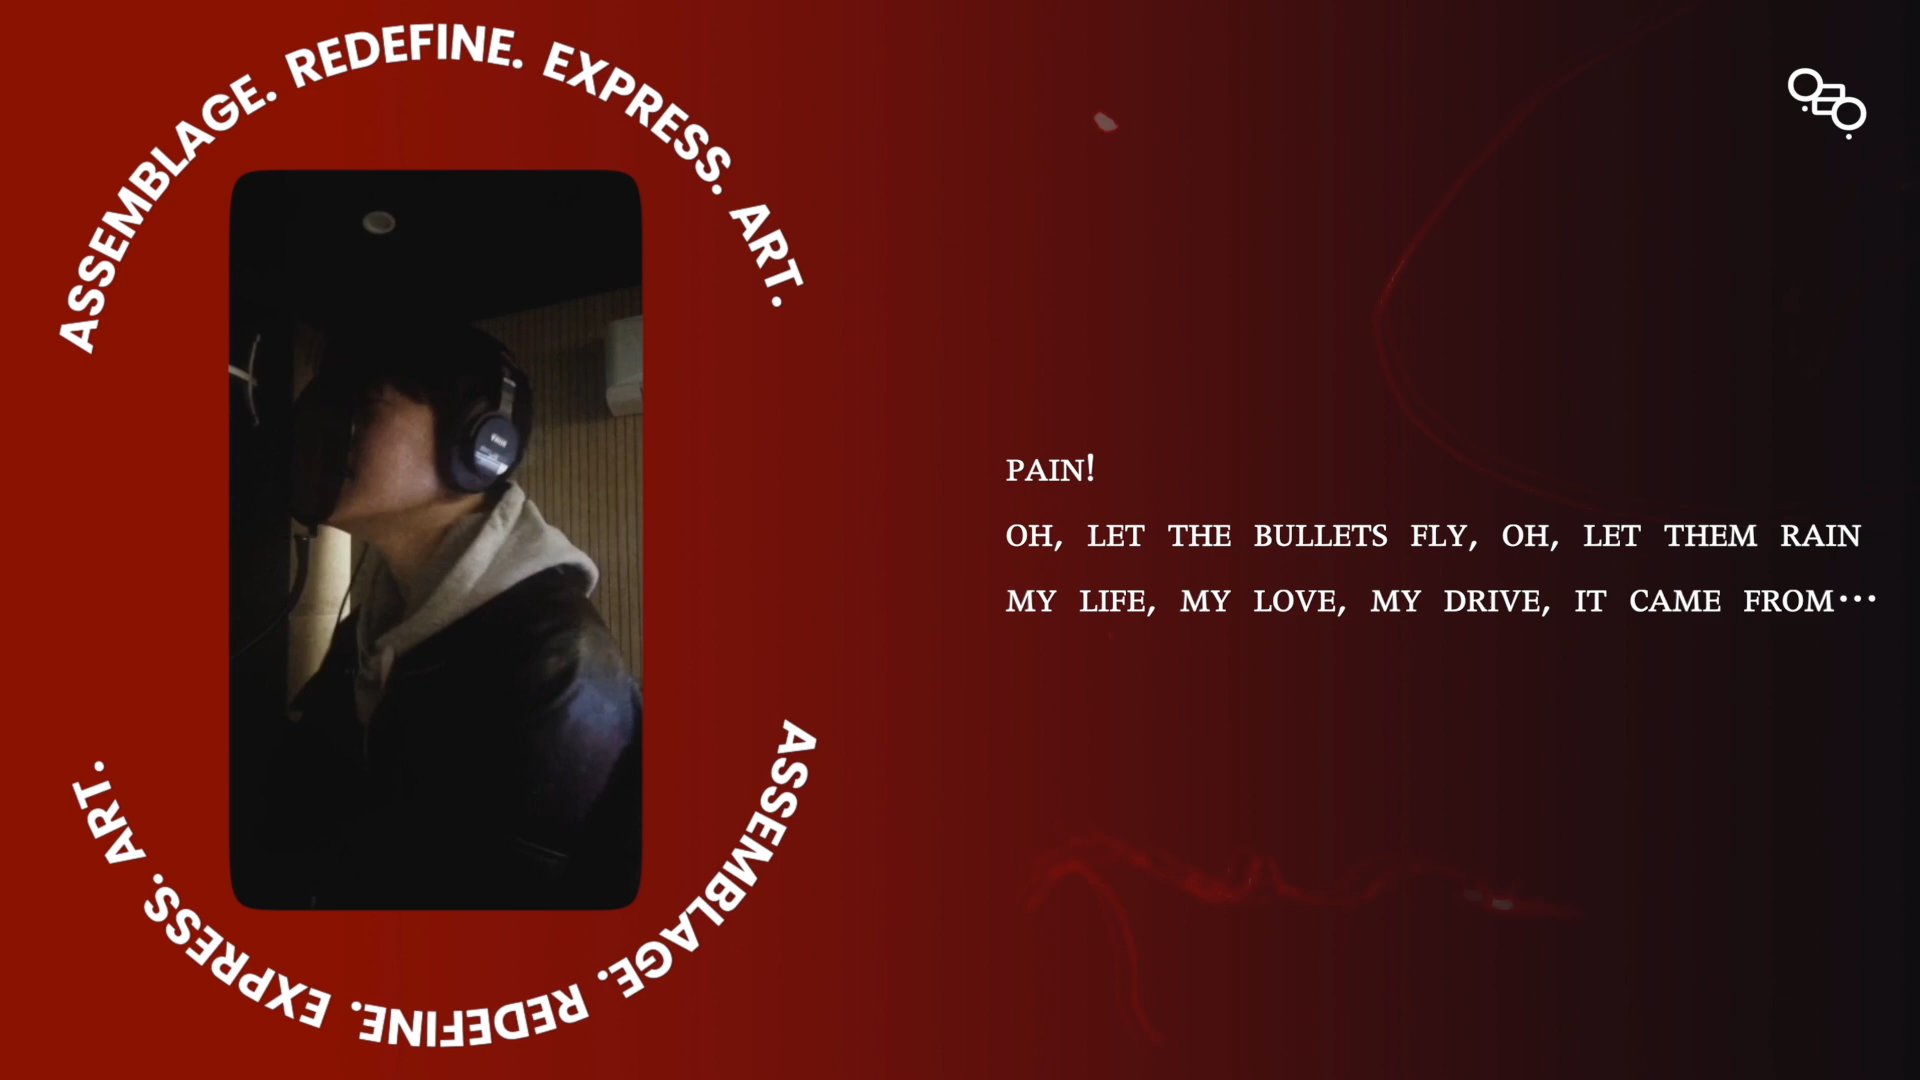 ASSEMBLAGE. REDEFINE. EXPRESS. ART.
PAIN!
OH, LET THE BULLETS FLY, OH, LET THEM RAIN
MY LIFE, MY LOVE, MY DRIVE, IT CAME FROM···
ASSEMBLAGE. REDEFINE. EXPRESS. ART.